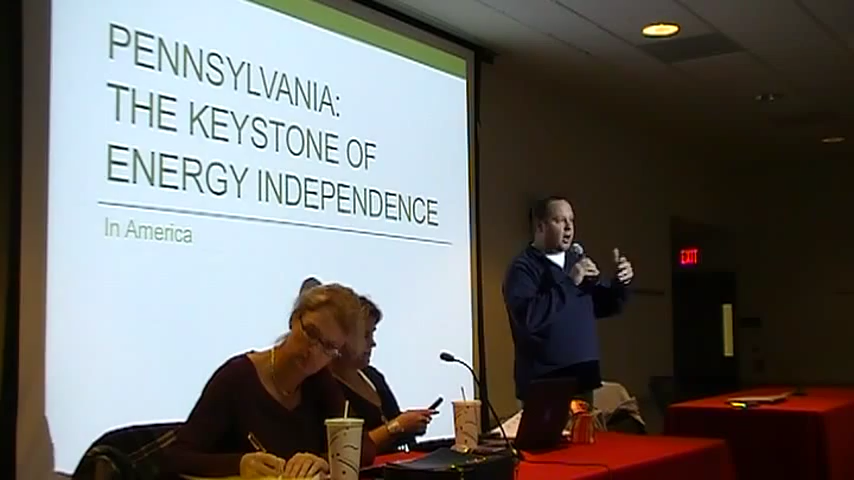 PENNSYLVANIA:
THE KEYSTONE OF
ENERGY INDEPENDENCE
In America
EXIT